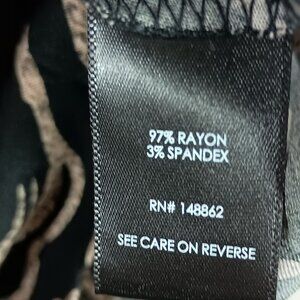 97% RAYON
3% SPANDEX
RN# 148862
SEE CARE ON REVERSE